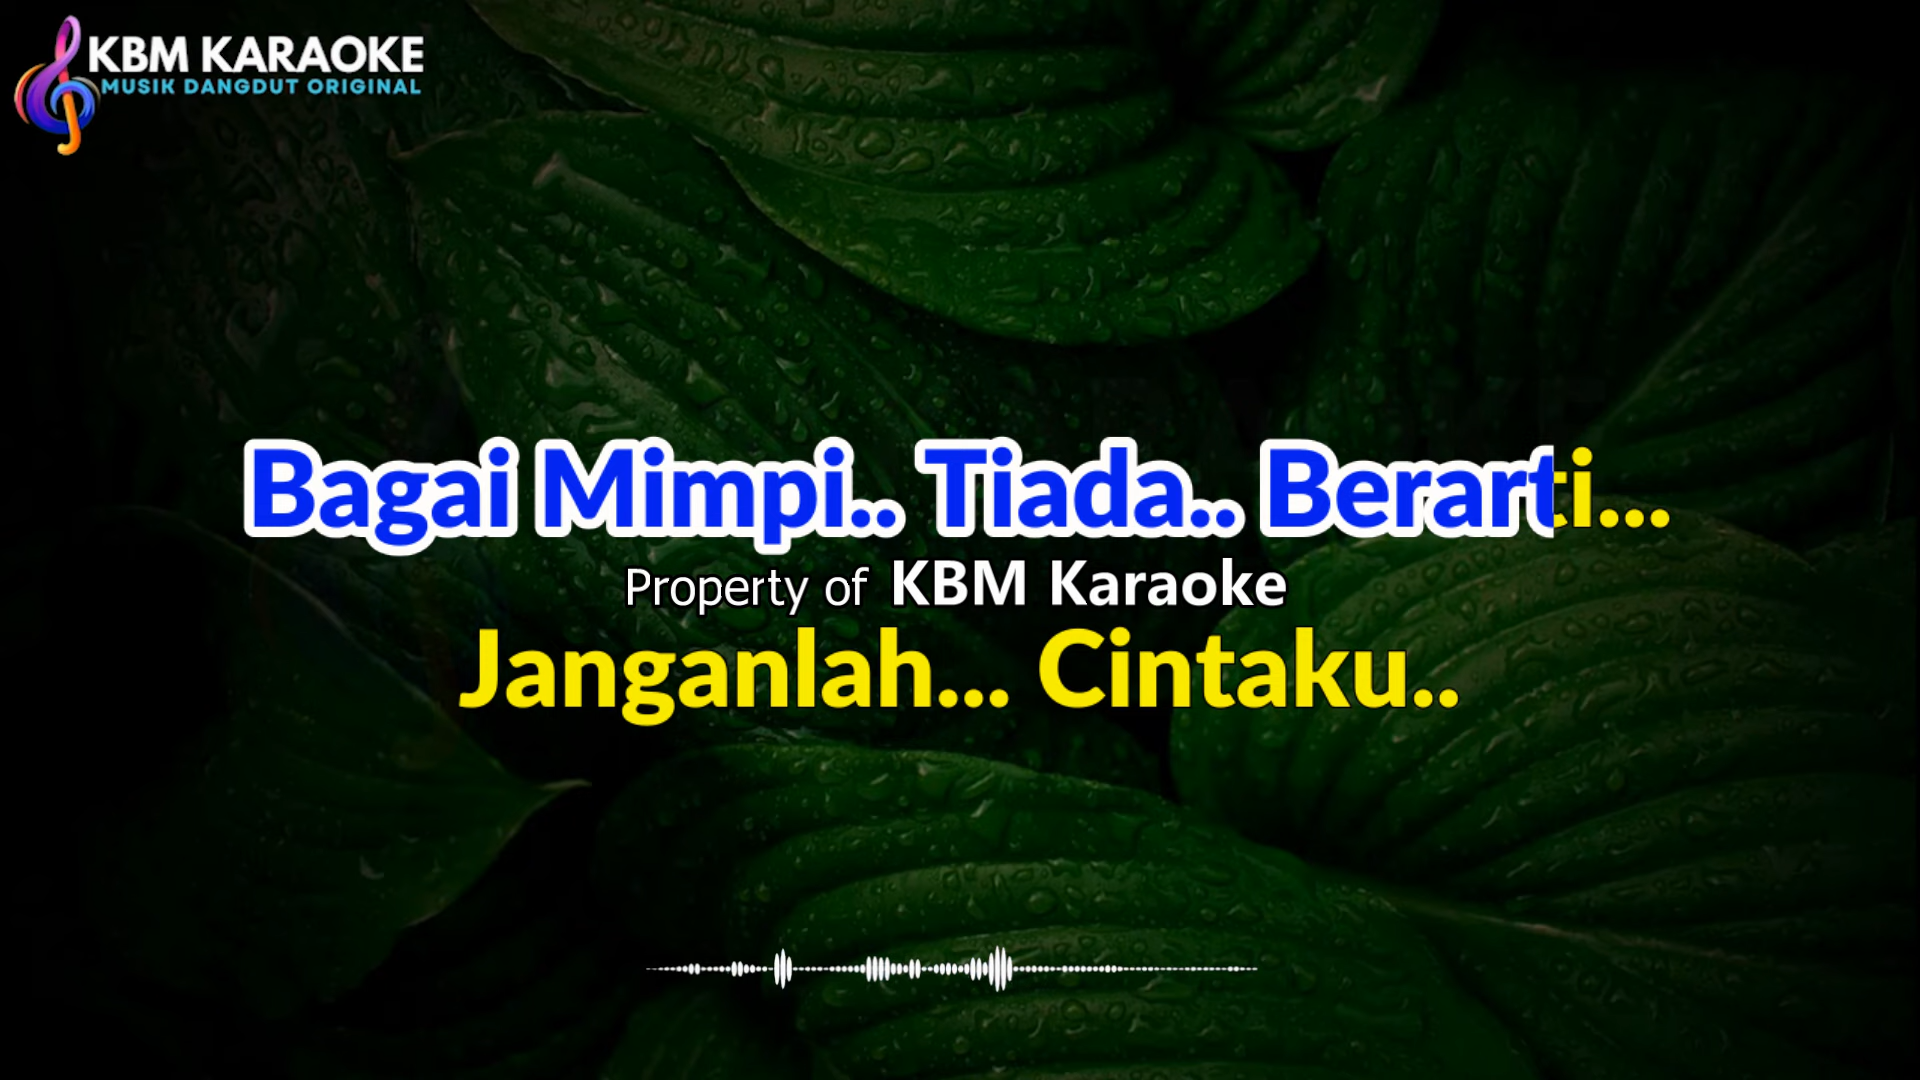 KBM KARAOKE
MUSIK DANGDUT ORIGINAL
Bagai Mimpi.. Tiada.. Berarti...
Property of KBM Karaoke
Janganlah... Cintaku..